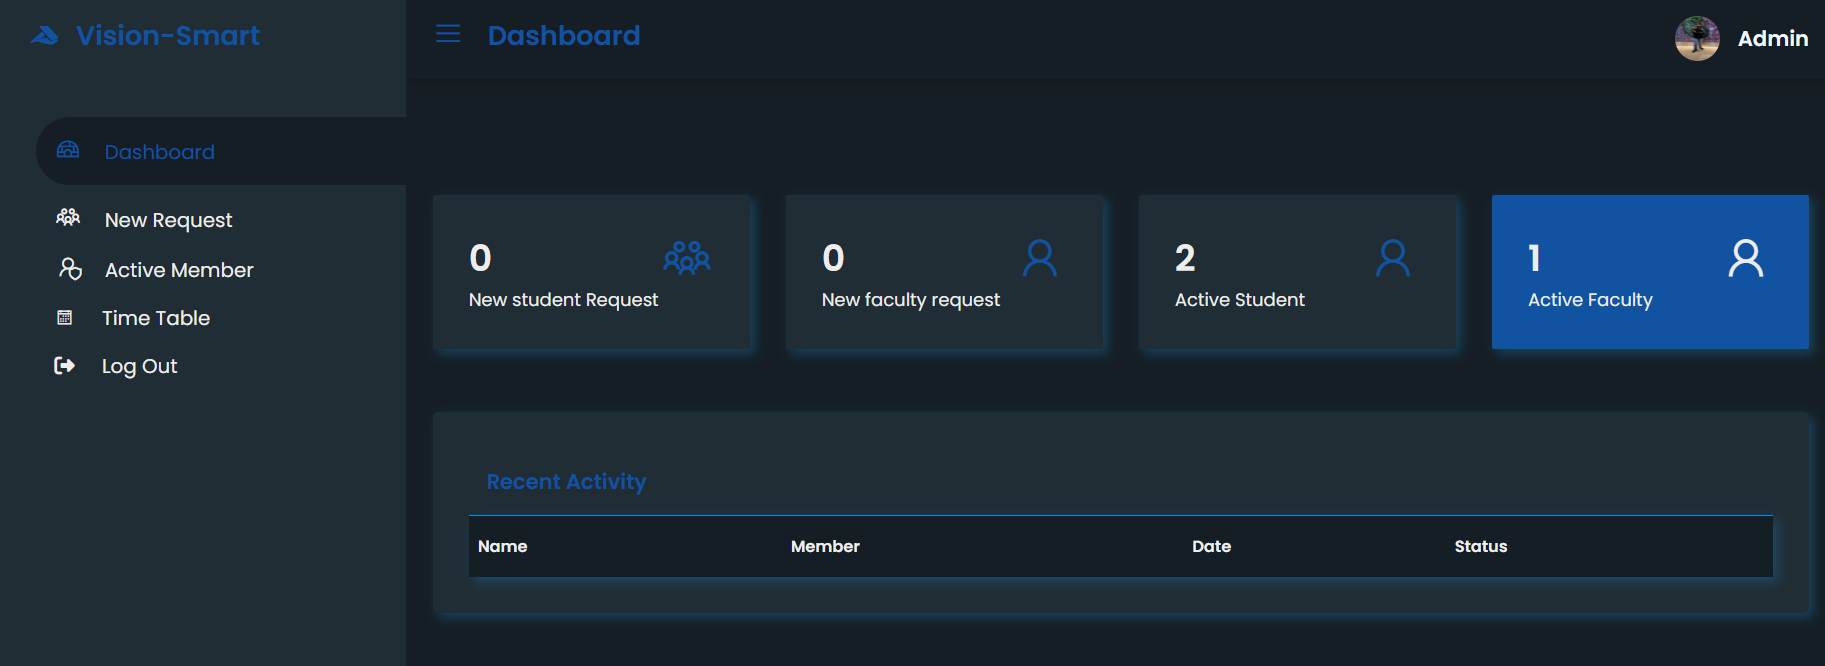 Vision-Smart
Dashboard
Admin
Dashboard
New Request
Active Member
Time Table
Log Out
0
New student Request
0
New faculty request
2
Active Student
1
Active Faculty
Recent Activity
Name Member Date Status